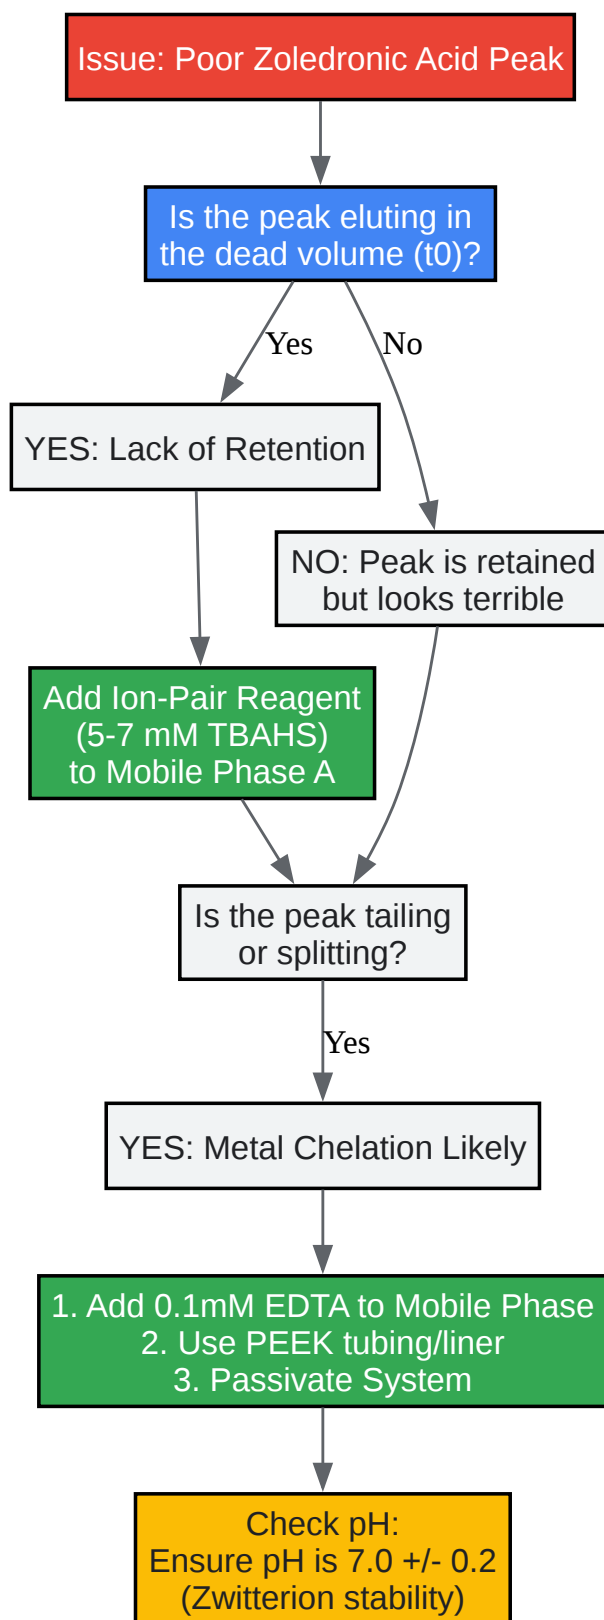 Issue: Poor Zoledronic Acid Peak
Is the peak eluting in
the dead volume (t0)?
Yes
No
YES: Lack of Retention
NO: Peak is retained
but looks terrible
Add Ion-Pair Reagent
(5-7 mM TBAHS)
to Mobile Phase A
Is the peak tailing
or splitting?
Yes
YES: Metal Chelation Likely
1. Add 0.1mM EDTA to Mobile Phase
2. Use PEEK tubing/liner
3. Passivate System
Check pH:
Ensure pH is 7.0 +/- 0.2
(Zwitterion stability)